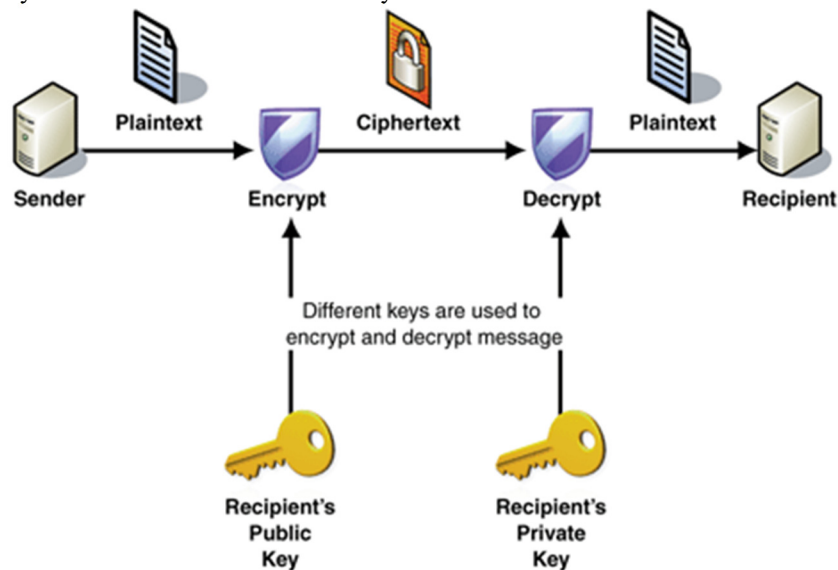 Plaintext
Ciphertext
Plaintext
Sender
Encrypt
Decrypt
Recipient
Different keys are used to
encrypt and decrypt message
Recipient's
Public
Key
Recipient's
Private
Key